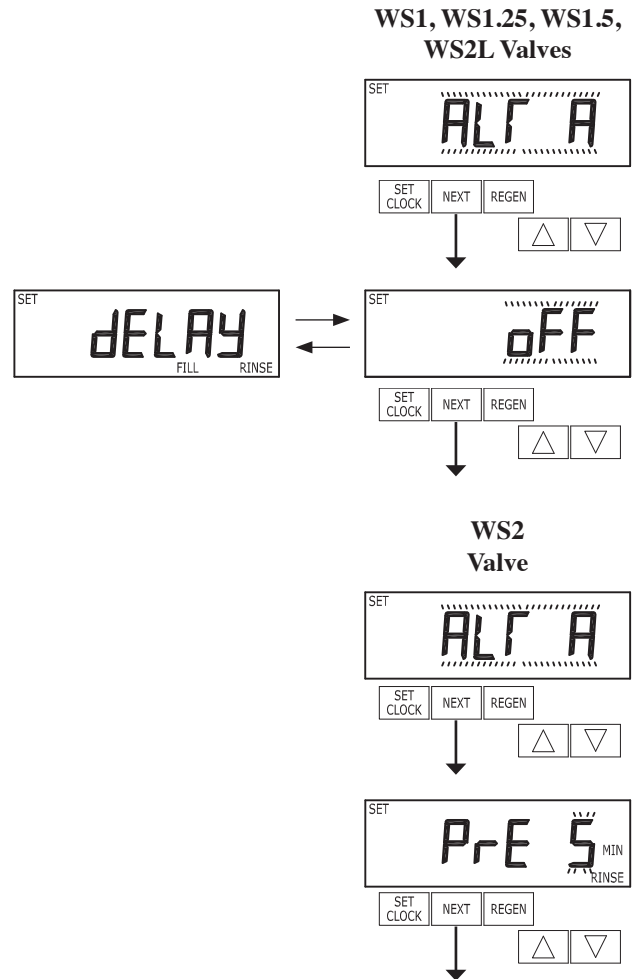 WS1, WS1.25, WS1.5,
WS2L Valves
SET
ALT A
SET CLOCK NEXT REGEN
SET
dELAY
FILL RINSE
SET
oFF
SET CLOCK NEXT REGEN
WS2
Valve
SET
ALT A
SET CLOCK NEXT REGEN
SET
PrE 5 MIN
RINSE
SET CLOCK NEXT REGEN